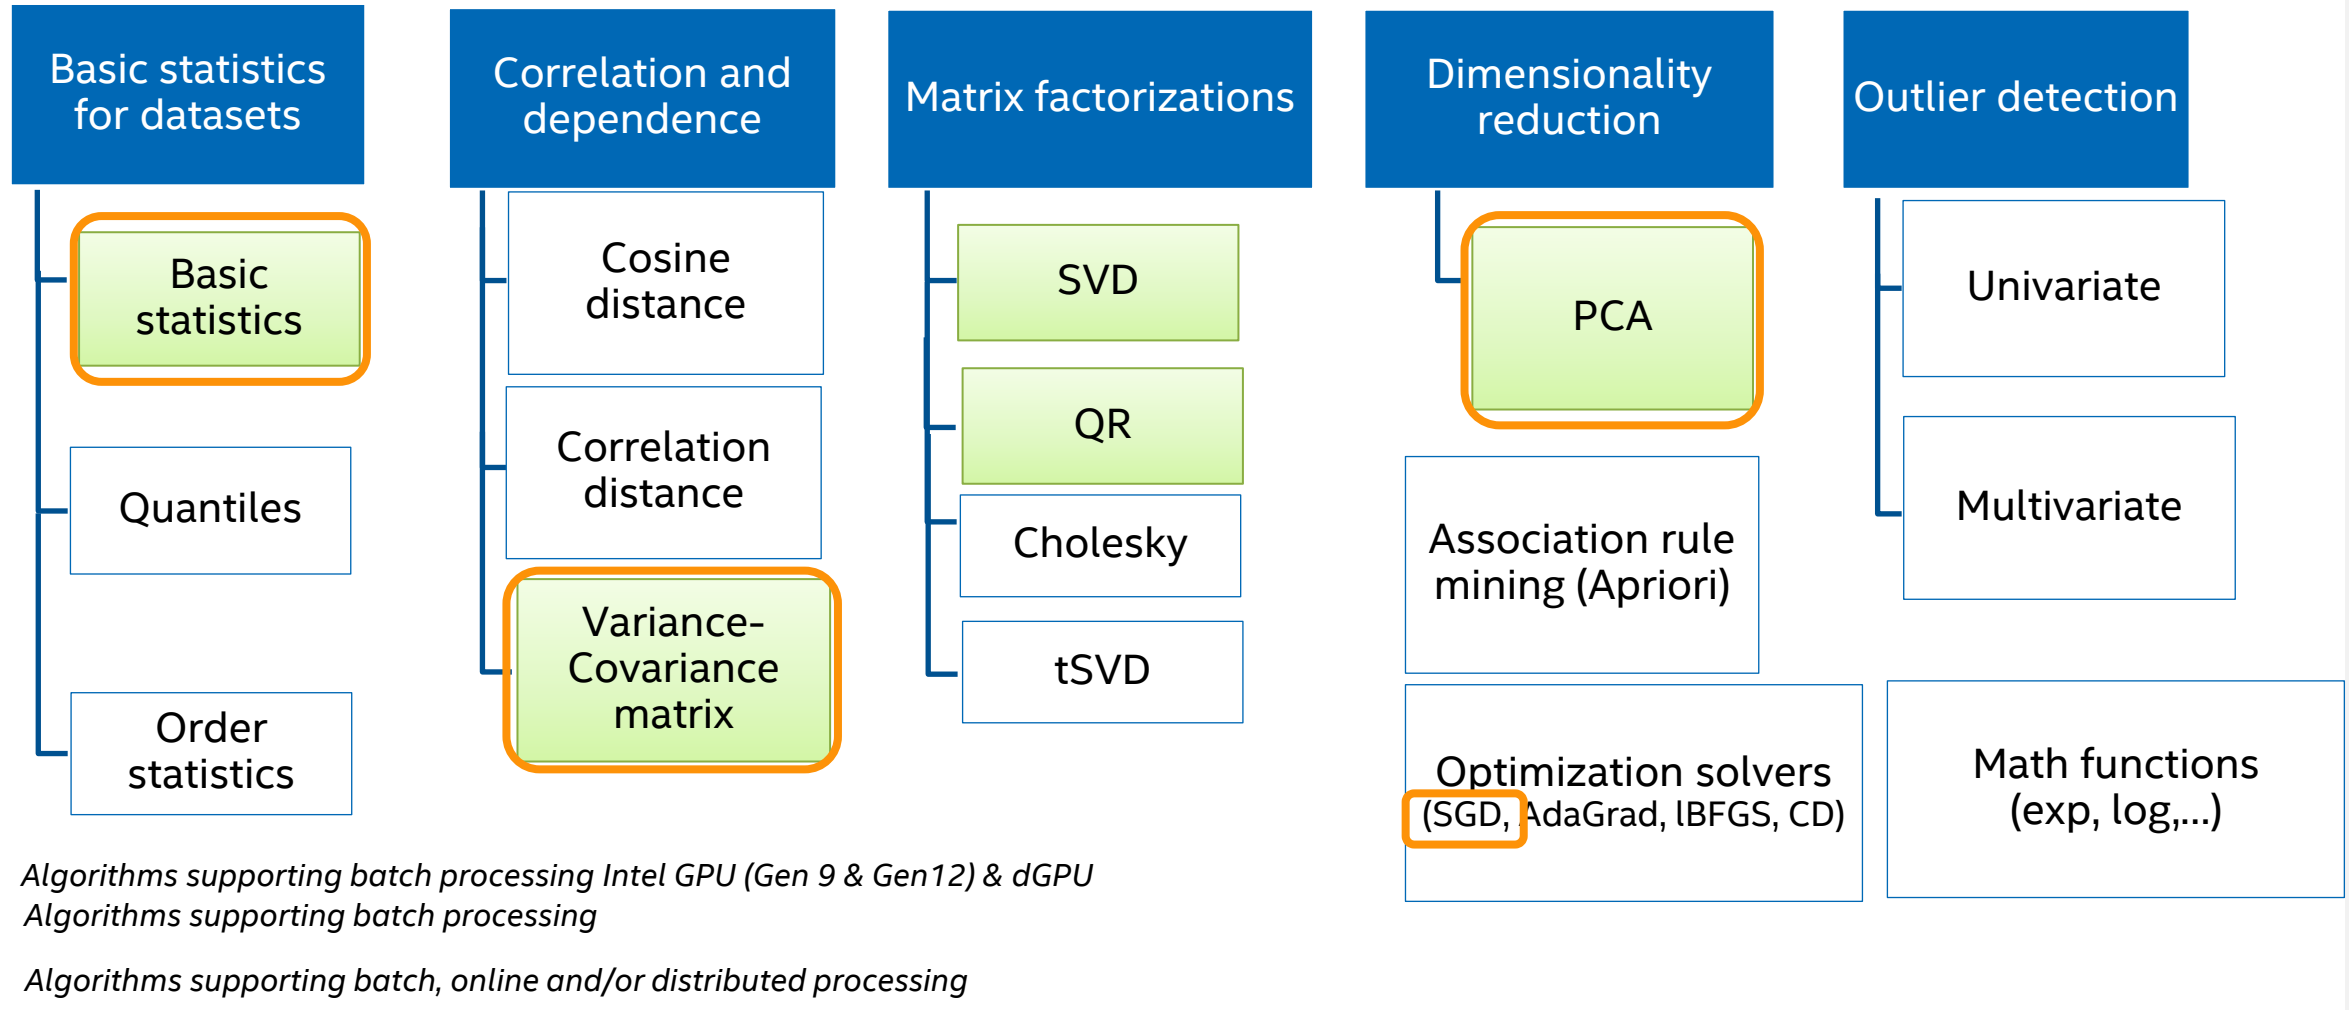 Basic statistics
for datasets
Basic
statistics
Quantiles
Order
statistics
Correlation and
dependence
Cosine
distance
Correlation
distance
Variance-
Covariance
matrix
Matrix factorizations
SVD
QR
Cholesky
tSVD
Dimensionality
reduction
PCA
Association rule
mining (Apriori)
Optimization solvers
(SGD, AdaGrad, lBFGS, CD)
Outlier detection
Univariate
Multivariate
Math functions
(exp, log,...)
Algorithms supporting batch processing Intel GPU (Gen 9 & Gen12) & dGPU
Algorithms supporting batch processing
Algorithms supporting batch, online and/or distributed processing